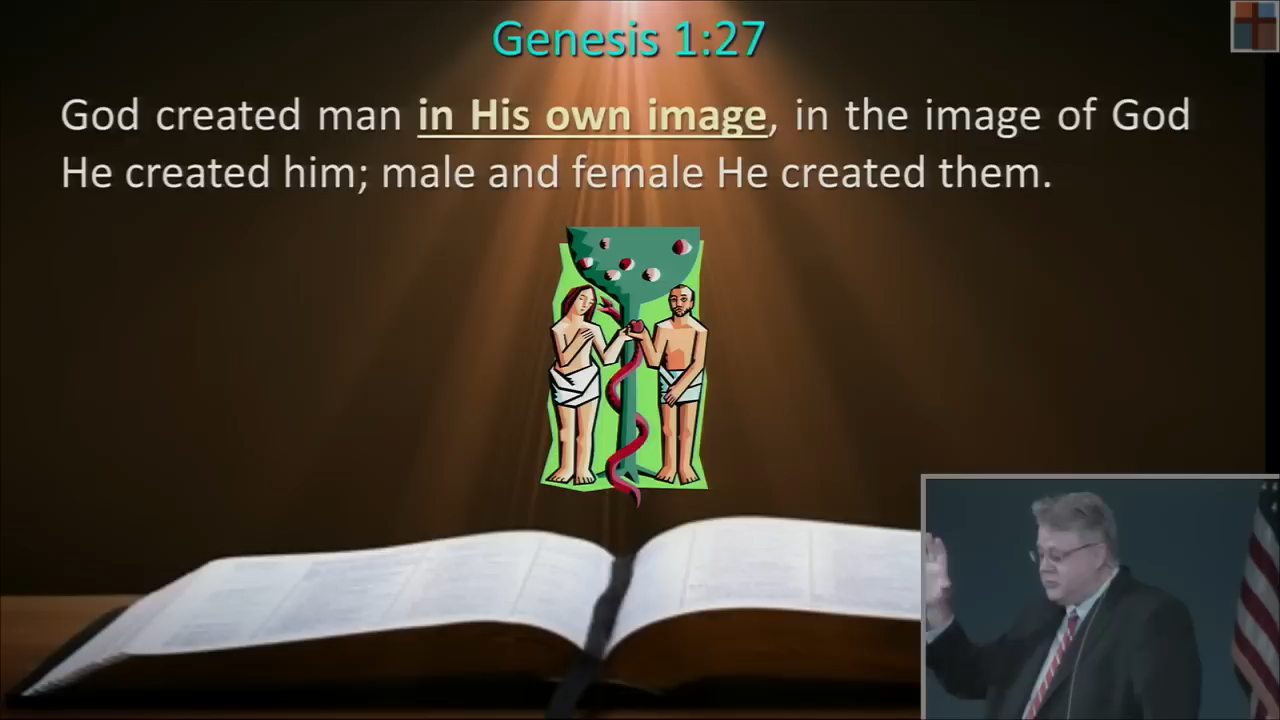 Genesis 1:27
God created man in His own image, in the image of God
He created him; male and female He created them.